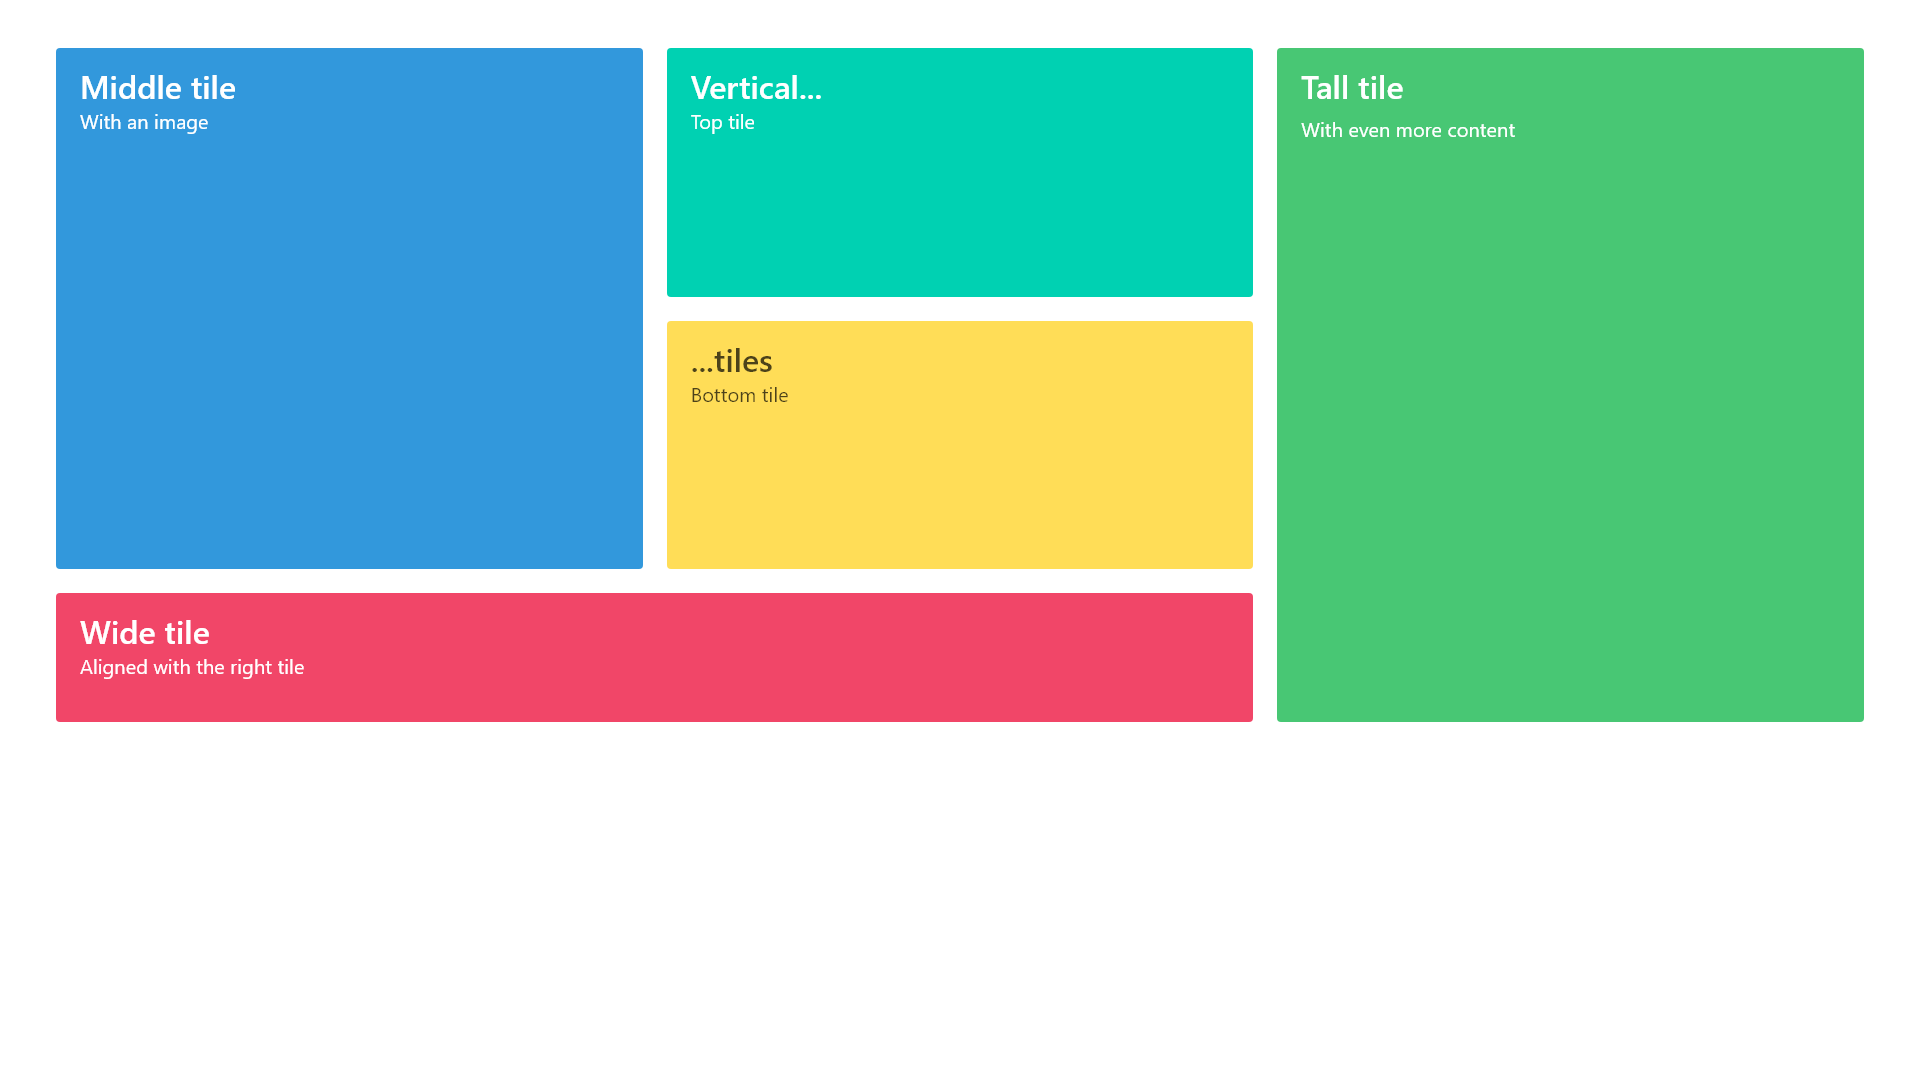 Middle tile
With an image
Vertical...
Top tile
...tiles
Bottom tile
Wide tile
Aligned with the right tile
Tall tile
With even more content